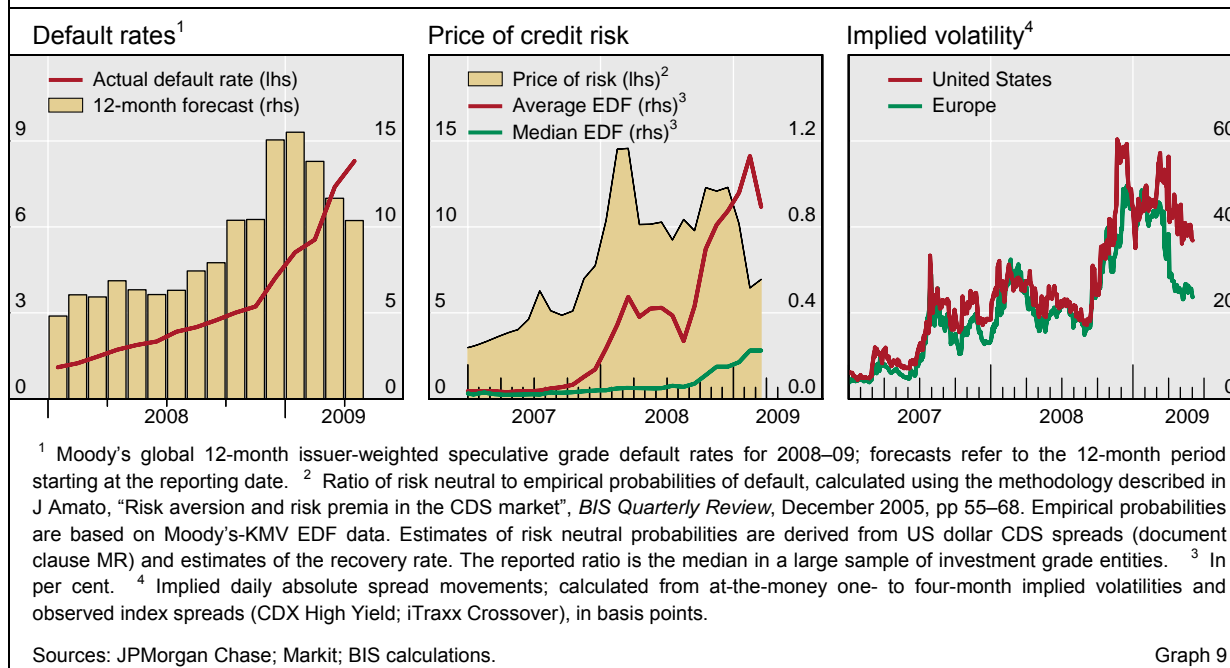 Default rates¹
Actual default rate (lhs)
12-month forecast (rhs)
9
6
3
0
15
10
5
0
2008
2009
Price of credit risk
Price of risk (lhs)²
Average EDF (rhs)³
Median EDF (rhs)³
15
10
5
0
1.2
0.8
0.4
0.0
2007
2008
2009
Implied volatility⁴
United States
Europe
60
40
20
0
2007
2008
2009
¹ Moody's global 12-month issuer-weighted speculative grade default rates for 2008–09; forecasts refer to the 12-month period
starting at the reporting date. ² Ratio of risk neutral to empirical probabilities of default, calculated using the methodology described in
J Amato, “Risk aversion and risk premia in the CDS market”, BIS Quarterly Review, December 2005, pp 55–68. Empirical probabilities
are based on Moody's-KMV EDF data. Estimates of risk neutral probabilities are derived from US dollar CDS spreads (document
clause MR) and estimates of the recovery rate. The reported ratio is the median in a large sample of investment grade entities. ³ In
per cent. ⁴ Implied daily absolute spread movements; calculated from at-the-money one- to four-month implied volatilities and
observed index spreads (CDX High Yield; iTraxx Crossover), in basis points.
Sources: JPMorgan Chase; Markit; BIS calculations.
Graph 9